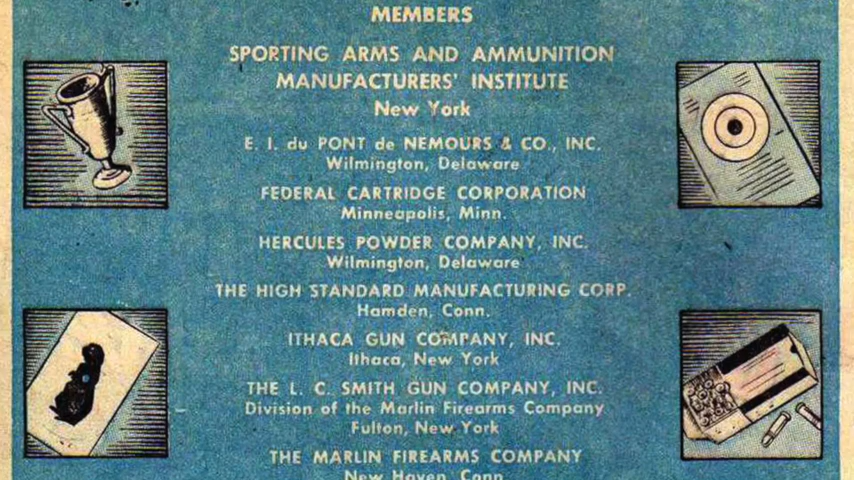 MEMBERS
SPORTING ARMS AND AMMUNITION
MANUFACTURERS' INSTITUTE
New York
E. I. du PONT de NEMOURS & CO., INC.
Wilmington, Delaware
FEDERAL CARTRIDGE CORPORATION
Minneapolis, Minn.
HERCULES POWDER COMPANY, INC.
Wilmington, Delaware
THE HIGH STANDARD MANUFACTURING CORP.
Hamden, Conn.
ITHACA GUN COMPANY, INC.
Ithaca, New York
THE L. C. SMITH GUN COMPANY, INC.
Division of the Marlin Firearms Company
Fulton, New York
THE MARLIN FIREARMS COMPANY
New Haven, Conn.